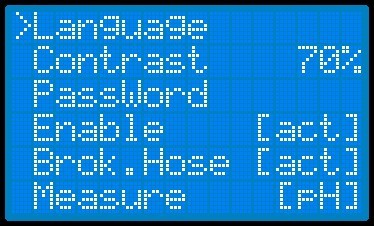 >Language
Contrast 70%
PassWord
Enable [act]
Brok.Hose [act]
Measure [pH]